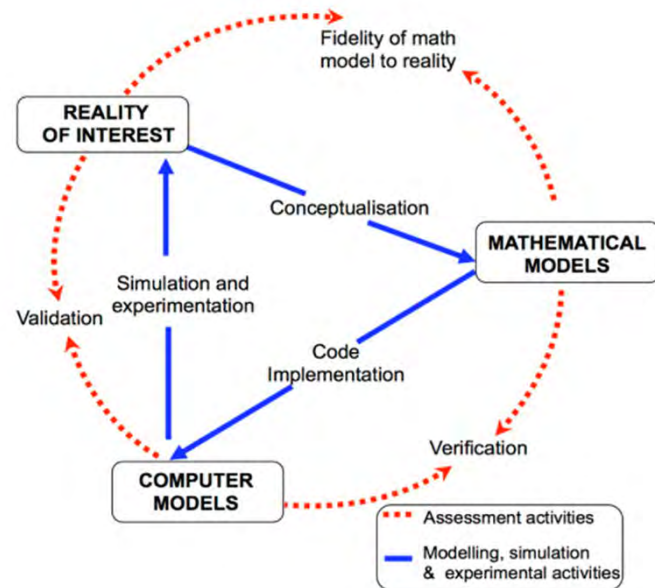 Fidelity of math
model to reality
REALITY
OF INTEREST
Conceptualisation
MATHEMATICAL
MODELS
Simulation and
experimentation
Validation
Code
Implementation
Verification
COMPUTER
MODELS
Assessment activities
Modelling, simulation
& experimental activities